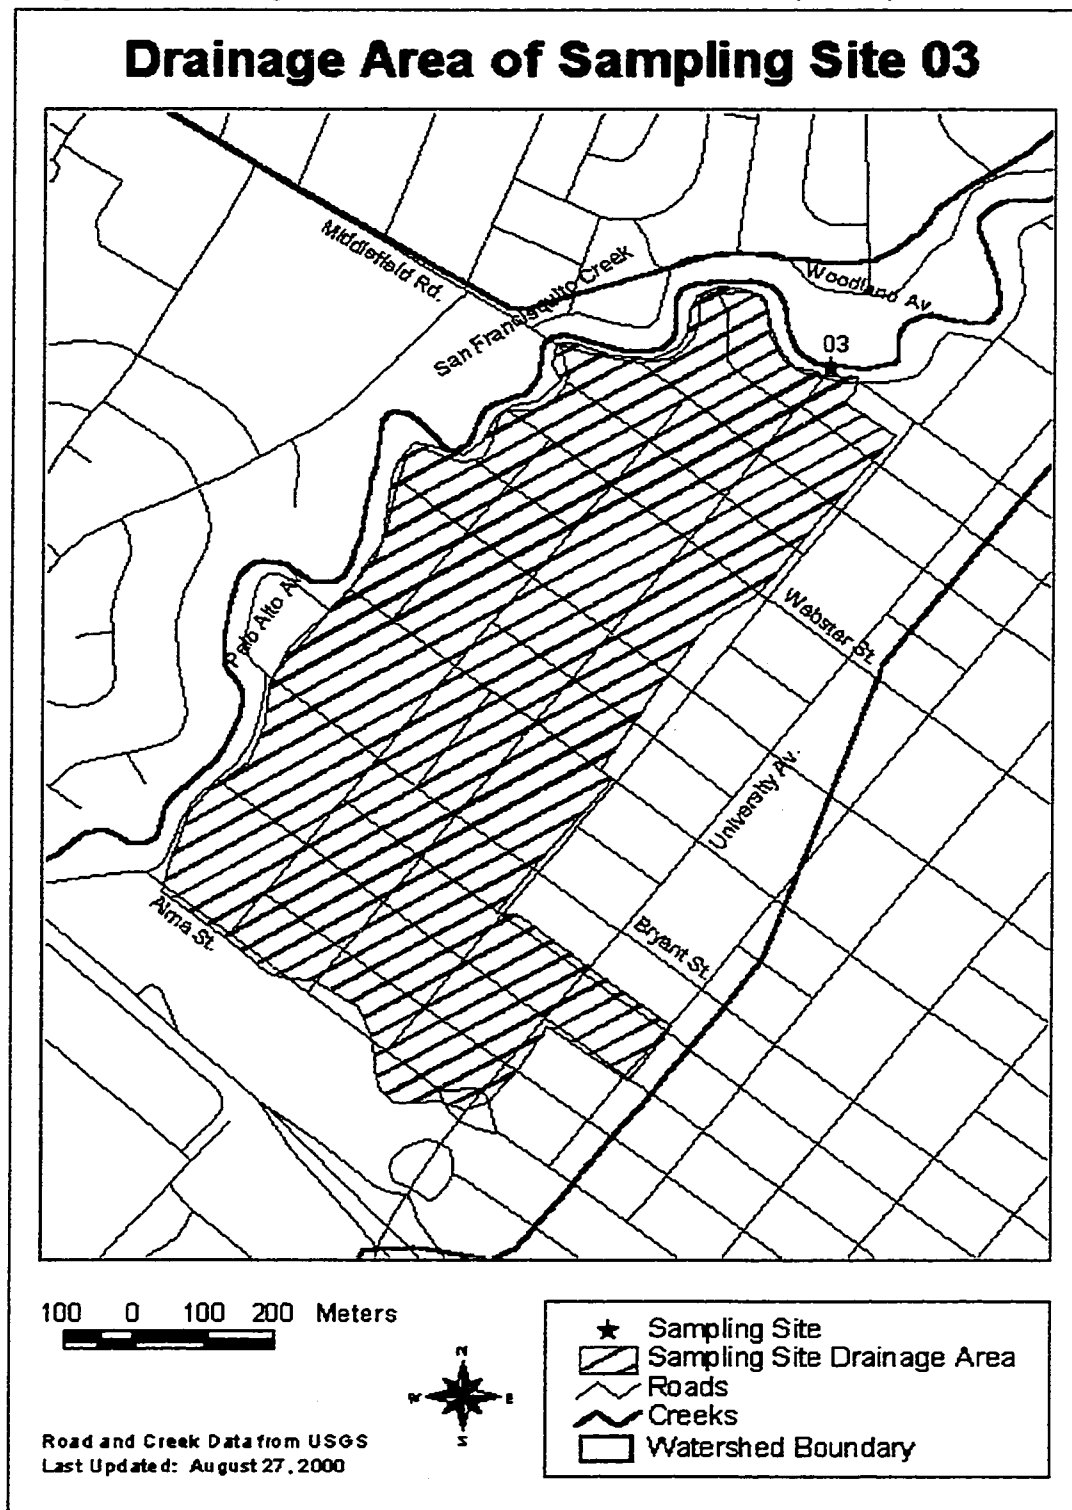 Drainage Area of Sampling Site 03
Middlefield Rd.
San Francisquito Creek
Woodland Av.
03
Palo Alto Av.
Webster St.
University Av.
Alma St.
Bryant St.
100 0 100 200 Meters
N
W E
S
Road and Creek Data from USGS
Last Updated: August 27, 2000
Sampling Site
Sampling Site Drainage Area
Roads
Creeks
Watershed Boundary